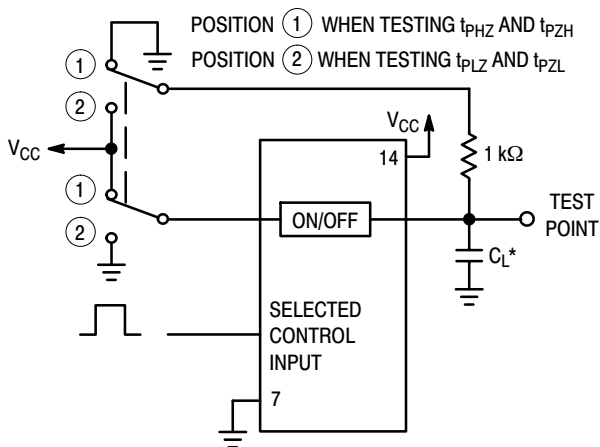 POSITION 1 WHEN TESTING tPHZ AND tPZH
POSITION 2 WHEN TESTING tPLZ AND tPZL
1
2
VCC
1
2
VCC
14
1 kΩ
ON/OFF
TEST
POINT
CL*
SELECTED
CONTROL
INPUT
7